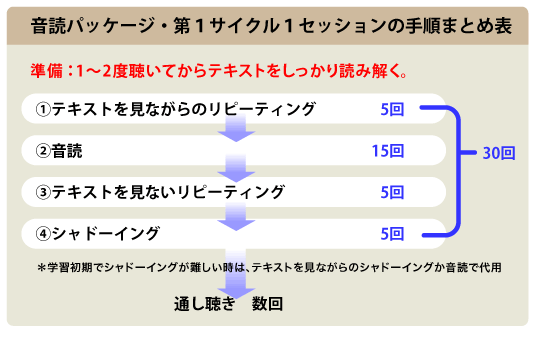 音読パッケージ・第１サイクル１セッションの手順まとめ表
準備：1～2度聴いてからテキストをしっかり読み解く。
①テキストを見ながらのリピーティング 5回
②音読 15回
30回
③テキストを見ないリピーティング 5回
④シャドーイング 5回
＊学習初期でシャドーイングが難しい時は、テキストを見ながらのシャドーイングか音読で代用
通し聴き 数回